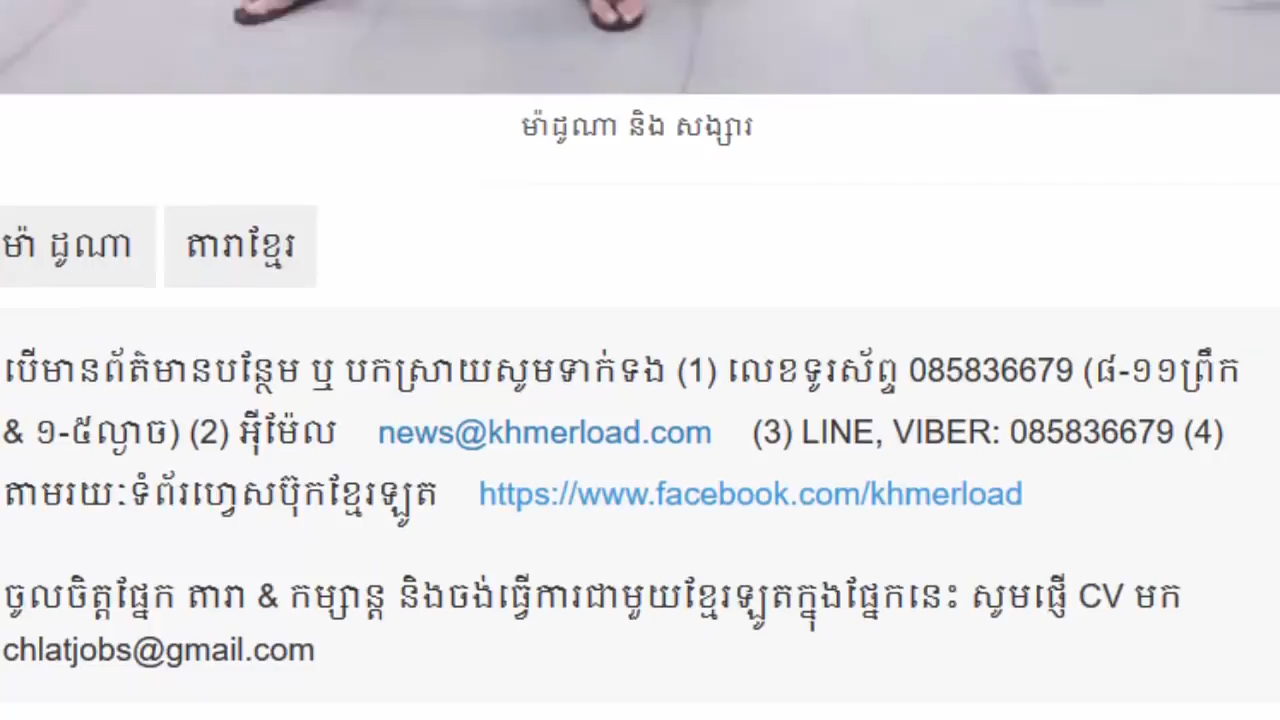 ម៉ាដូណា និង សង្សារ
ម៉ា ដូណា
តារាខ្មែរ
បើមានព័ត៌មានបន្ថែម ឬ បកស្រាយសូមទាក់ទង (1) លេខទូរស័ព្ទ 085836679 (៨-១១ព្រឹក
& ១-៥ល្ងាច) (2) អ៊ីម៉ែល news@khmerload.com (3) LINE, VIBER: 085836679 (4)
តាមរយៈទំព័រហ្វេសប៊ុកខ្មែរឡូត https://www.facebook.com/khmerload
ចូលចិត្តផ្នែក តារា & កម្សាន្ត និងចង់ធ្វើការជាមួយខ្មែរឡូតក្នុងផ្នែកនេះ សូមផ្ញើ CV មក
chlatjobs@gmail.com